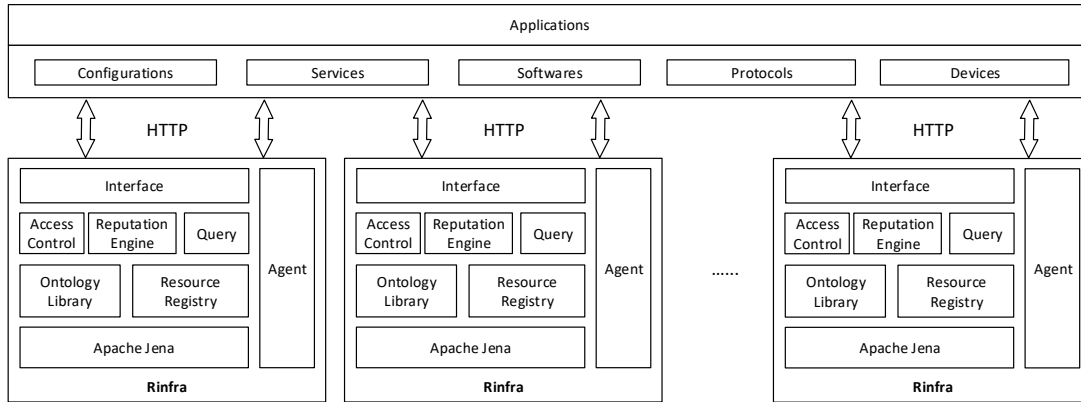 Applications
Configurations Services Softwares Protocols Devices
HTTP HTTP HTTP
Interface
Access Control
Reputation Engine
Query
Ontology Library
Resource Registry
Apache Jena
Agent
Rinfra
Interface
Access Control
Reputation Engine
Query
Ontology Library
Resource Registry
Apache Jena
Agent
Rinfra
......
Interface
Access Control
Reputation Engine
Query
Ontology Library
Resource Registry
Apache Jena
Agent
Rinfra